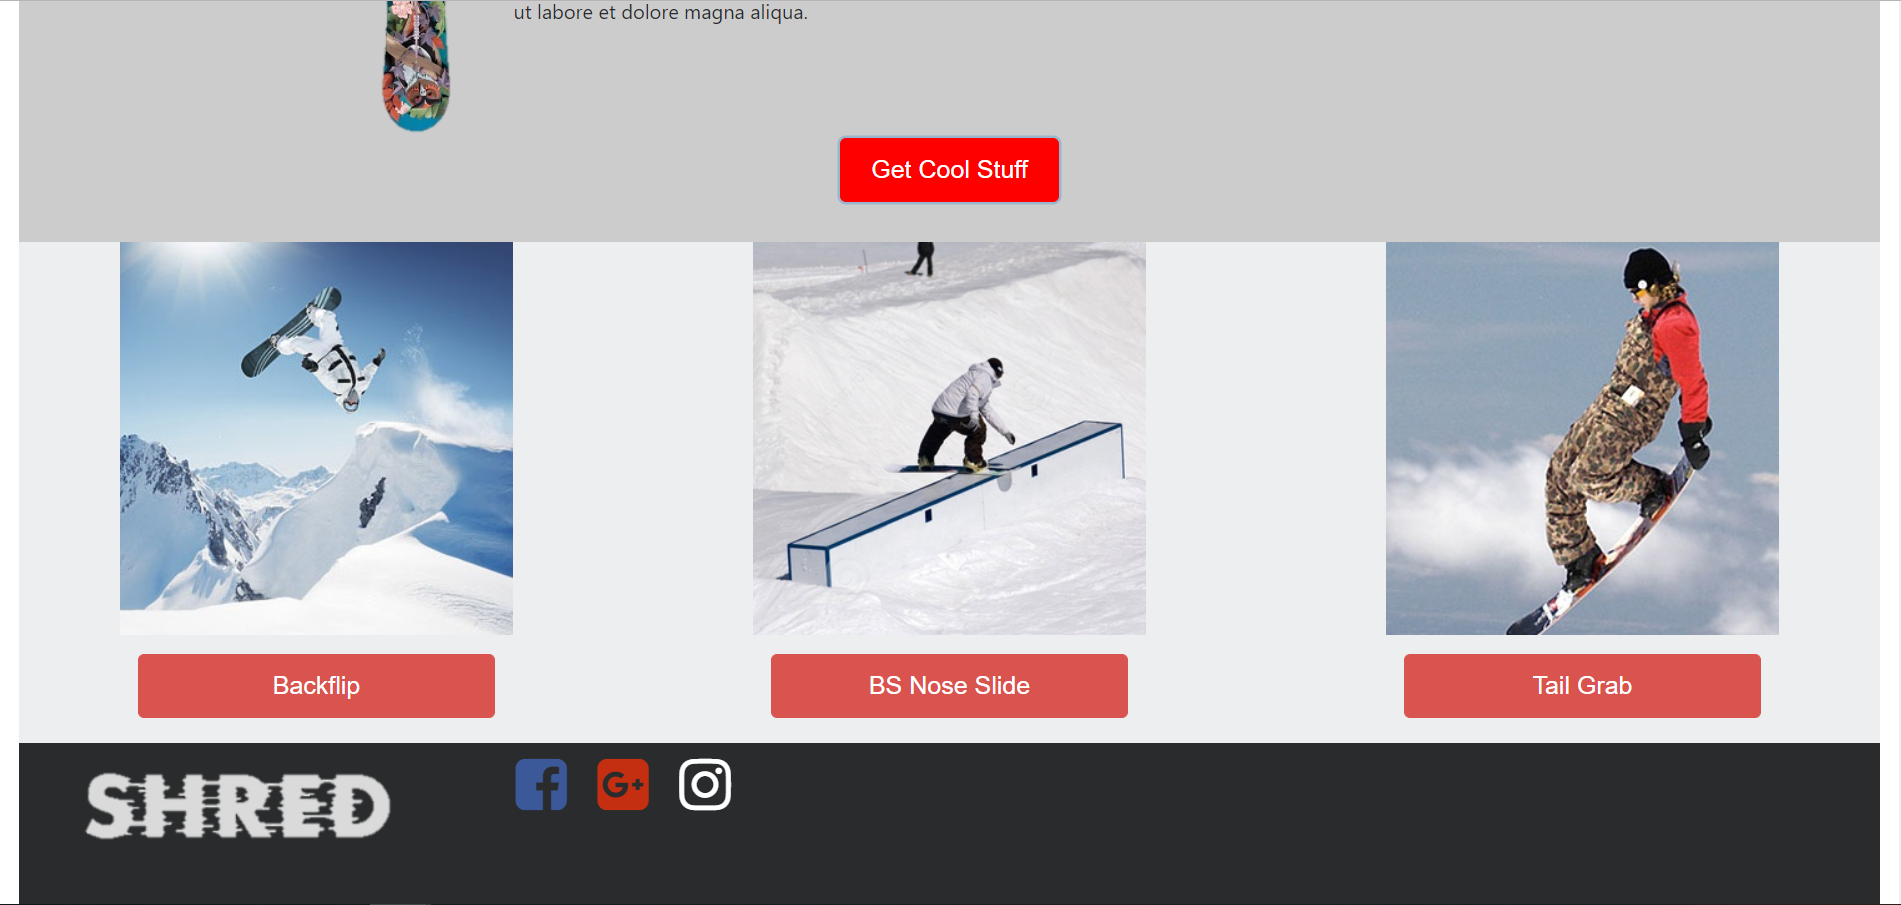 ut labore et dolore magna aliqua.
Get Cool Stuff
Backflip
BS Nose Slide
Tail Grab
SHRED
G+